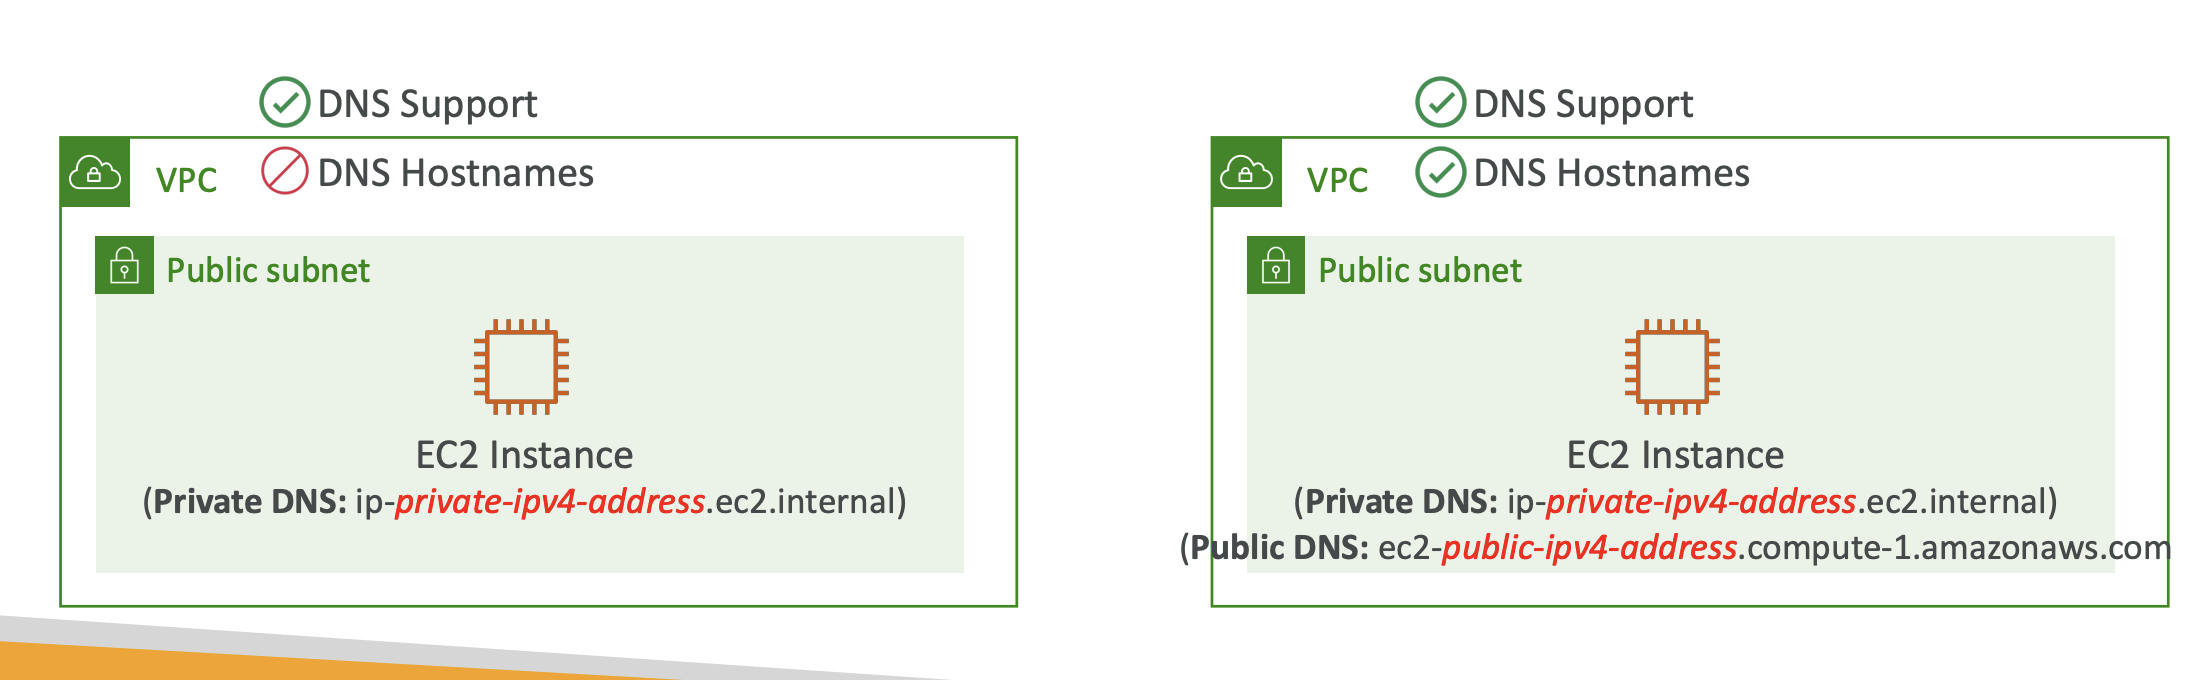 DNS Support
VPC
DNS Hostnames
Public subnet
EC2 Instance
(Private DNS: ip-private-ipv4-address.ec2.internal)
DNS Support
VPC
DNS Hostnames
Public subnet
EC2 Instance
(Private DNS: ip-private-ipv4-address.ec2.internal)
(Public DNS: ec2-public-ipv4-address.compute-1.amazonaws.com